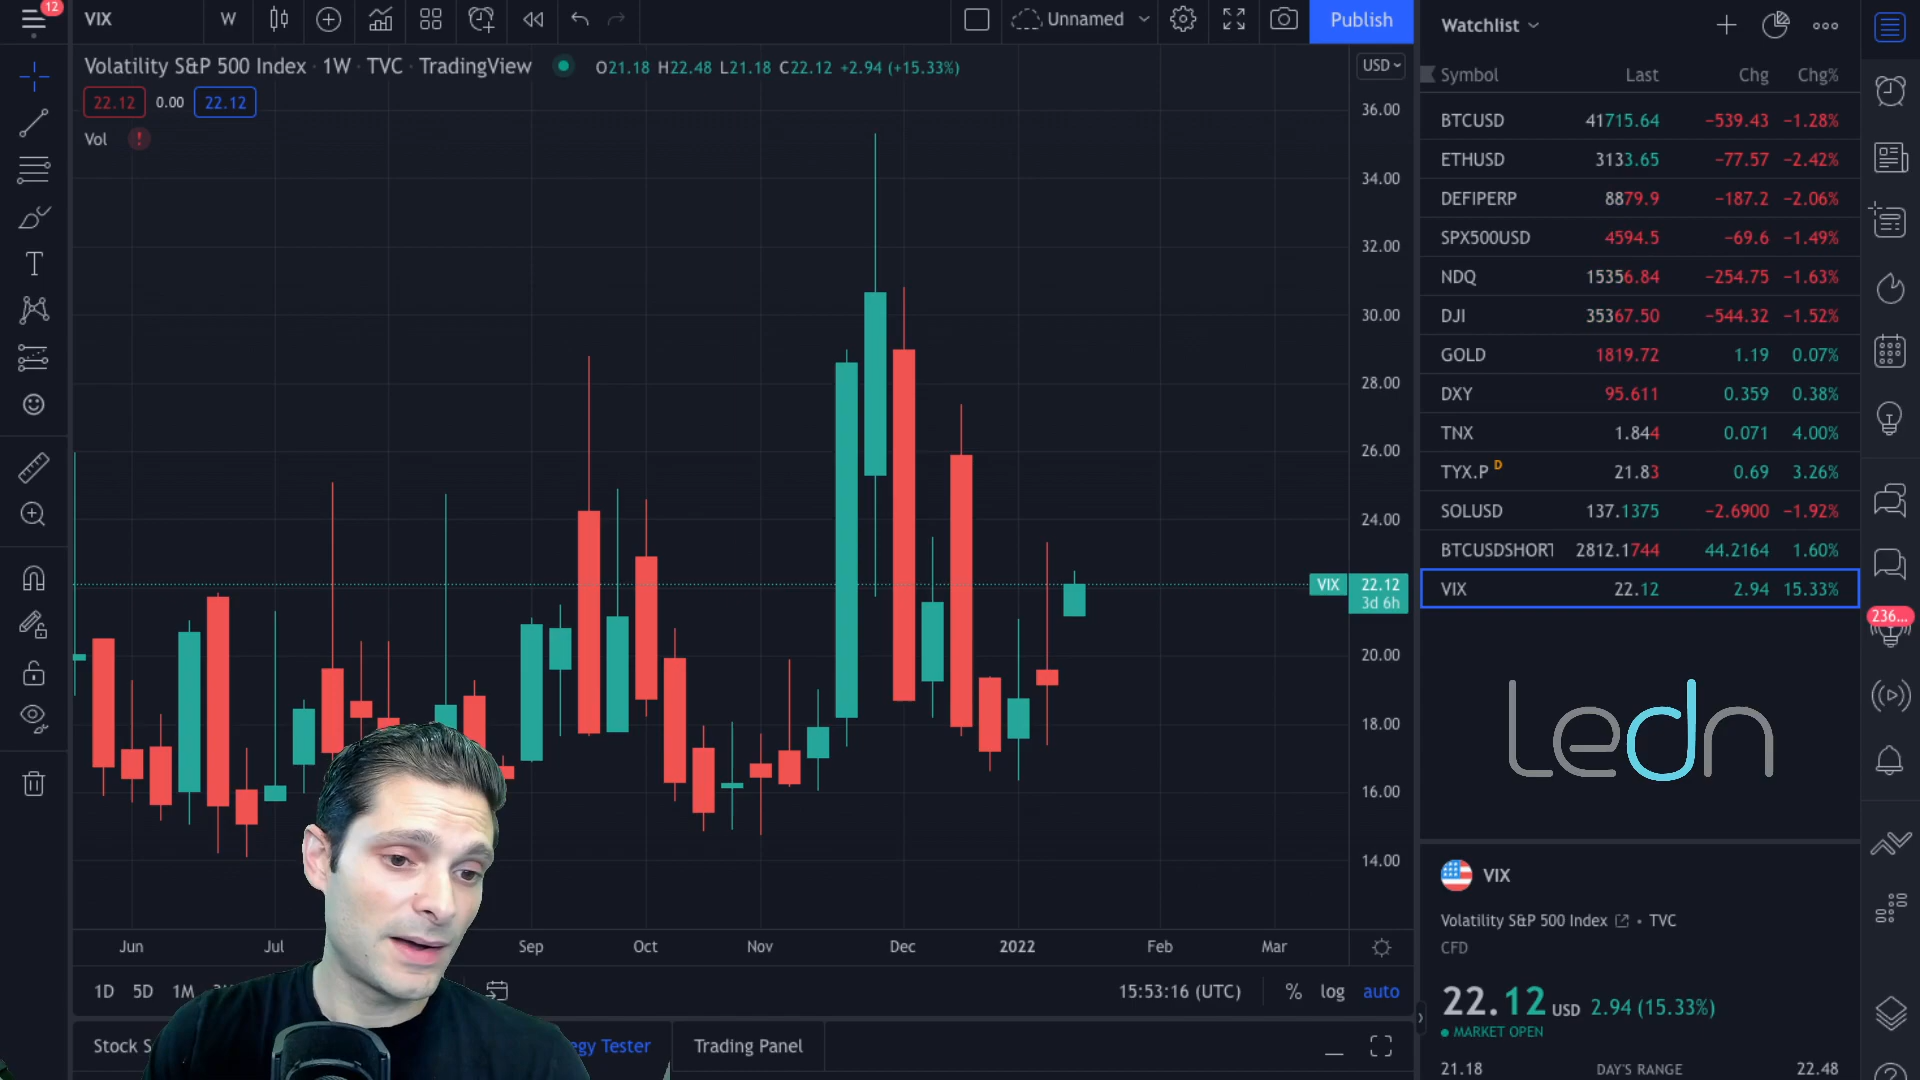 12
VIX
W
Unnamed
Publish
Volatility S&P 500 Index · 1W · TVC · TradingView
O21.18 H22.48 L21.18 C22.12 +2.94 (+15.33%)
USD
22.12 0.00 22.12
Vol !
36.00
34.00
32.00
30.00
28.00
26.00
24.00
VIX 22.12
3d 6h
20.00
18.00
16.00
14.00
Jun Jul Sep Oct Nov Dec 2022 Feb Mar
1D 5D 1M
15:53:16 (UTC) % log auto
Stock S
egy Tester
Trading Panel
Watchlist
Symbol Last Chg Chg%
BTCUSD 41715.64 −539.43 −1.28%
ETHUSD 3133.65 −77.57 −2.42%
DEFIPERP 8879.9 −187.2 −2.06%
SPX500USD 4594.5 −69.6 −1.49%
NDQ 15356.84 −254.75 −1.63%
DJI 35367.50 −544.32 −1.52%
GOLD 1819.72 1.19 0.07%
DXY 95.611 0.359 0.38%
TNX 1.844 0.071 4.00%
TYX.P D 21.83 0.69 3.26%
SOLUSD 137.1375 −2.6900 −1.92%
BTCUSDSHORT 2812.1744 44.2164 1.60%
VIX 22.12 2.94 15.33%
236...
ledn
VIX
Volatility S&P 500 Index • TVC
CFD
22.12 USD 2.94 (15.33%)
MARKET OPEN
21.18 DAY'S RANGE 22.48